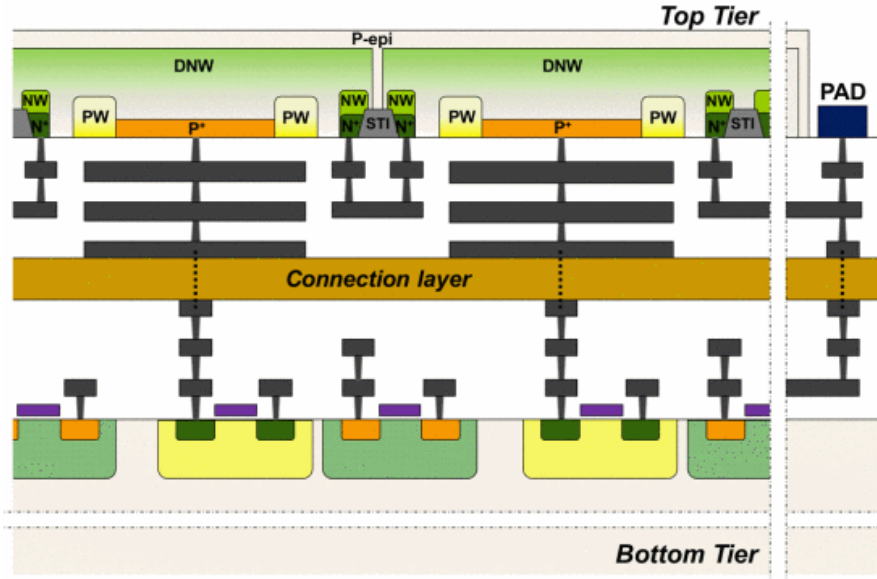 Top Tier
P-epi
DNW
DNW
PAD
NW
NW
NW
NW
PW
PW
PW
PW
N+
P+
N+
STI
N+
P+
N+
STI
Connection layer
Bottom Tier